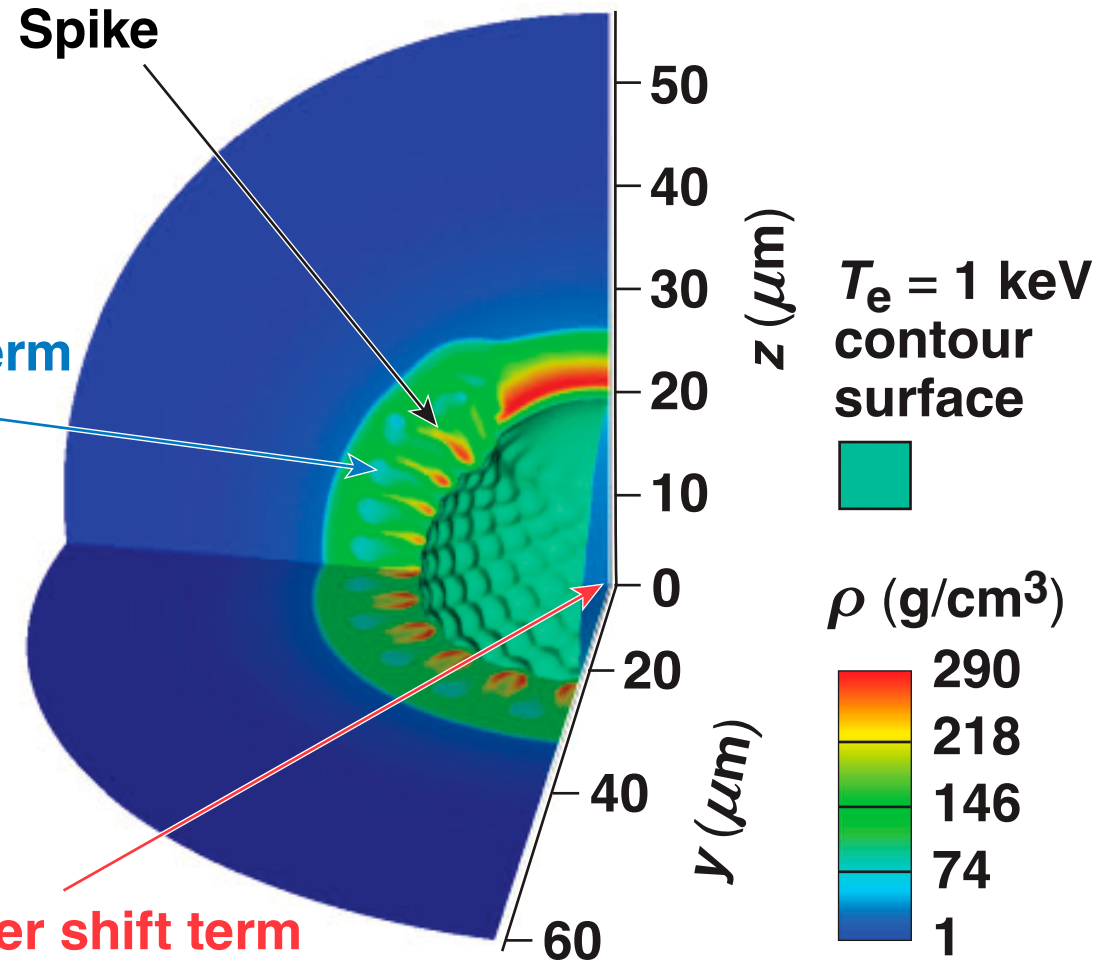 Spike
50
40
30
20
10
0
z (μm)
erm
Te = 1 keV
contour
surface
ρ (g/cm³)
290
218
146
74
1
20
40
60
y (μm)
er shift term